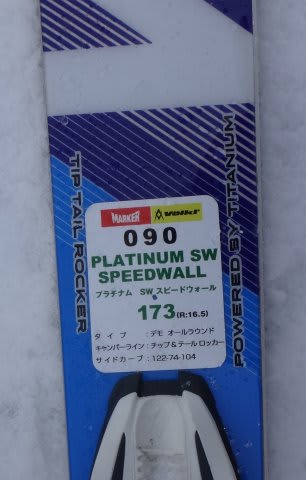 TIP TAIL ROCKER
POWERED BY TITANIUM
MARKER Völkl
090
PLATINUM SW
SPEEDWALL
プラチナム SW スピードウォール
173(R:16.5)
タイプ :デモ オールラウンド
キャンバーライン:チップ&テールロッカー
サイドカーブ:122-74-104